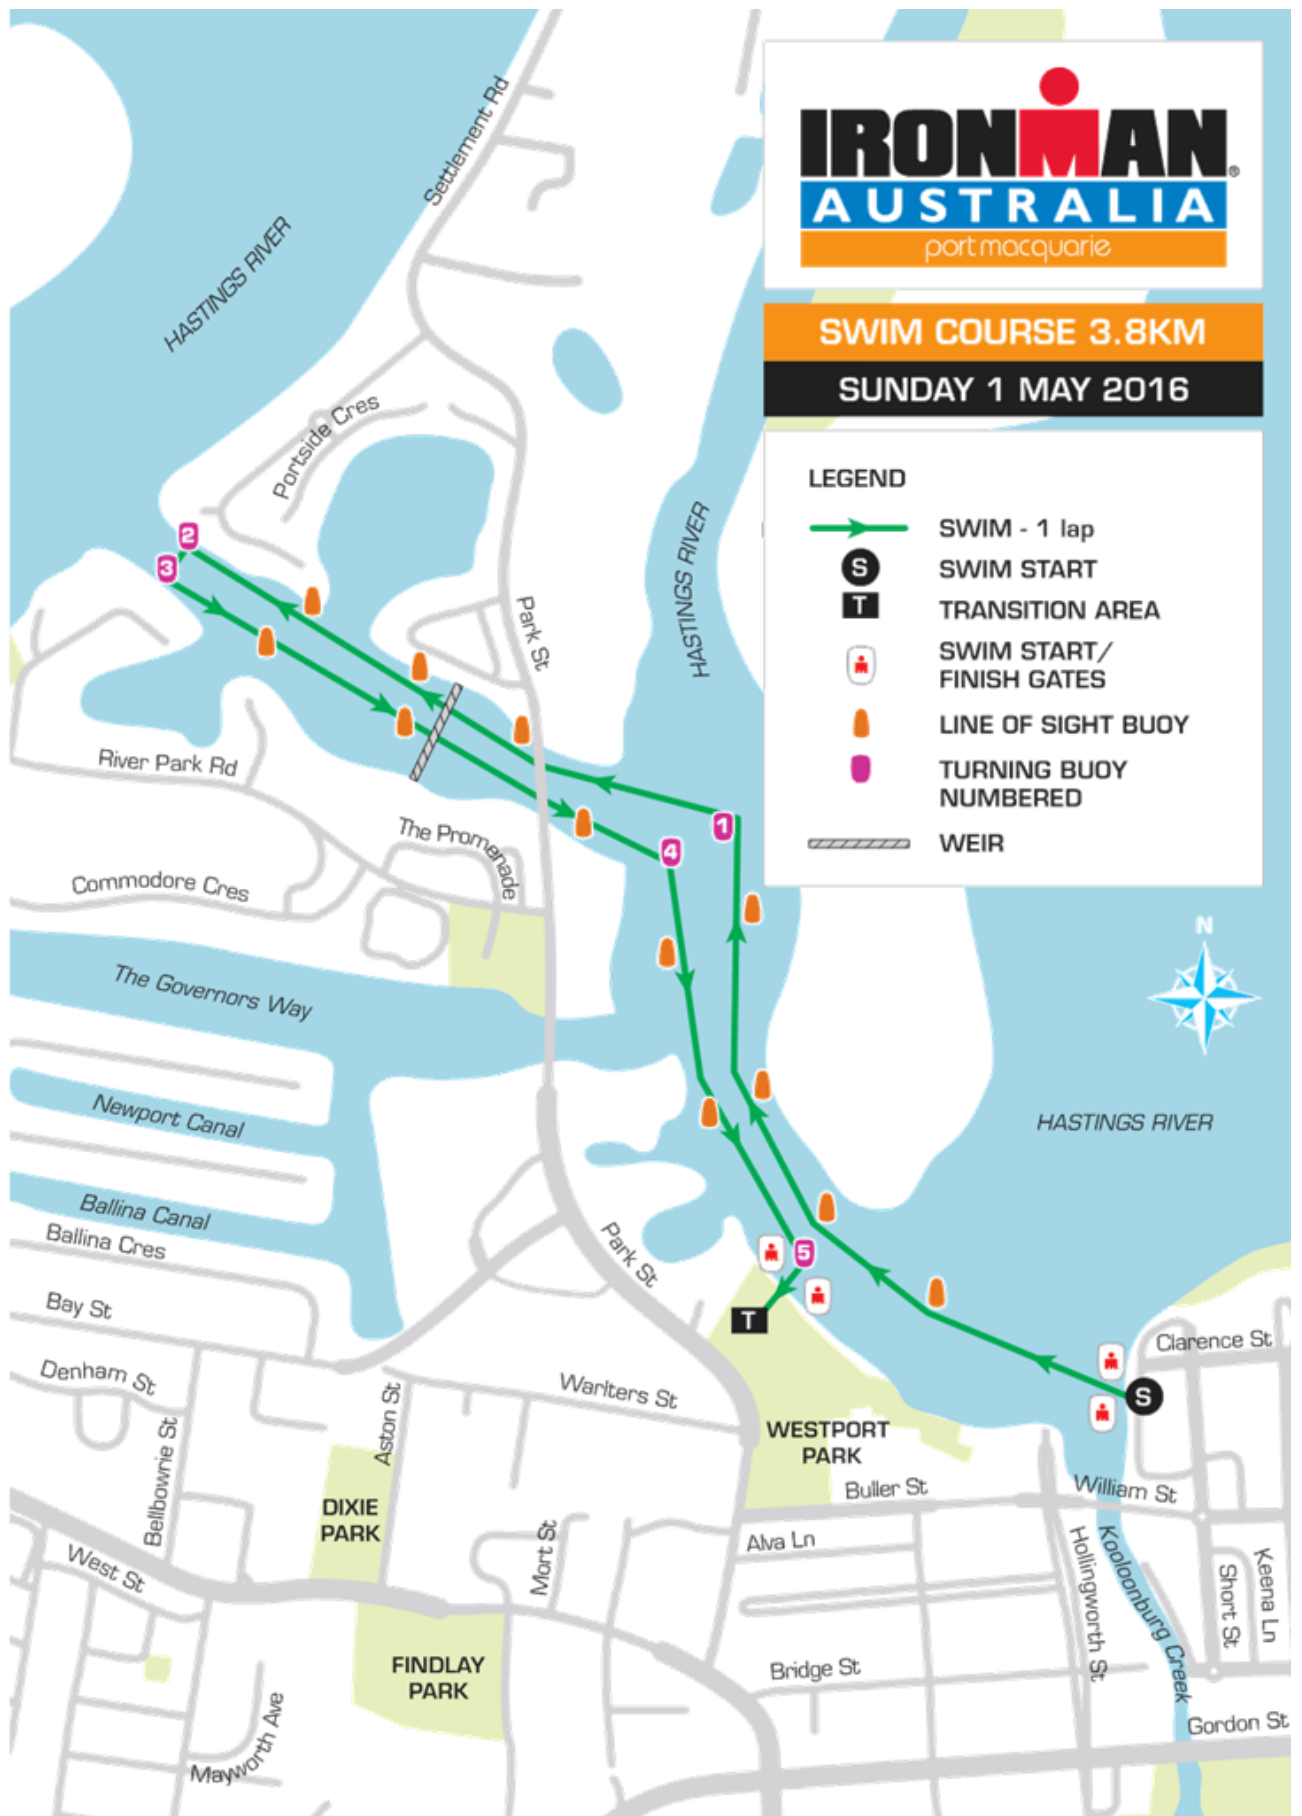 IRONMAN®
AUSTRALIA
port macquarie
SWIM COURSE 3.8KM
SUNDAY 1 MAY 2016
LEGEND
SWIM - 1 lap
S
SWIM START
T
TRANSITION AREA
SWIM START/
FINISH GATES
LINE OF SIGHT BUOY
TURNING BUOY
NUMBERED
WEIR
N
Settlement Rd
HASTINGS RIVER
Portside Cres
HASTINGS RIVER
2
3
Park St
River Park Rd
1
The Promenade
4
Commodore Cres
The Governors Way
Newport Canal
HASTINGS RIVER
Ballina Canal
Ballina Cres
Park St
5
Bay St
T
Clarence St
Denham St
Warlters St
S
Aston St
Bellbowrie St
WESTPORT
PARK
Buller St
William St
DIXIE
PARK
Alva Ln
Mort St
West St
Hollingworth St
Kooloonburg Creek
Short St
Keena Ln
FINDLAY
PARK
Bridge St
Gordon St
Mayworth Ave